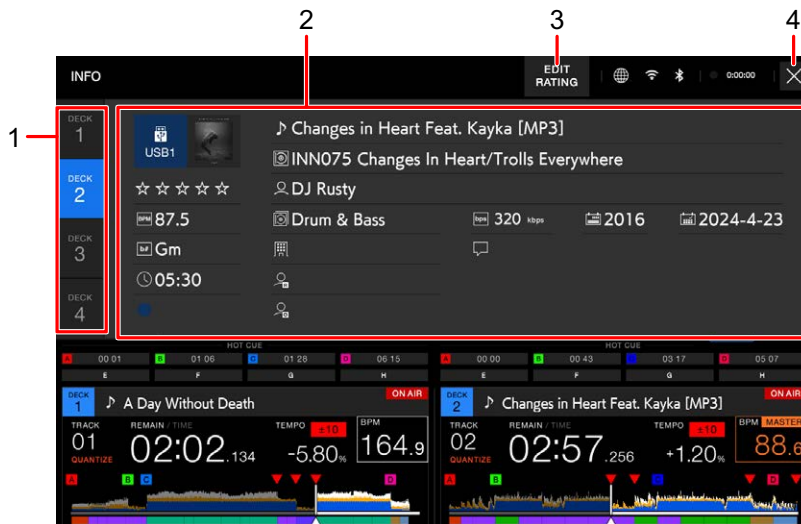 2 3 4
INFO EDIT RATING 0:00:00
1
DECK 1
DECK 2
DECK 3
DECK 4
USB1
Changes in Heart Feat. Kayka [MP3]
INN075 Changes In Heart/Trolls Everywhere
DJ Rusty
BPM 87.5 Drum & Bass bps 320 kbps 2016 2024-4-23
Gm
05:30
HOT CUE HOT CUE
A 00 01 B 01 06 C 01 28 D 06 15 A 00 00 B 00 43 03 17 D 05 07
E F G H E F G H
DECK 1 A Day Without Death ON AIR DECK 2 Changes in Heart Feat. Kayka [MP3] ON AIR
TRACK REMAIN / TIME TEMPO ±10 BPM TRACK REMAIN / TIME TEMPO ±10 BPM MASTER
01 02:02.134 -5.80% 164.9 02 02:57.256 +1.20% 88.6
QUANTIZE QUANTIZE
A B C D A B C D